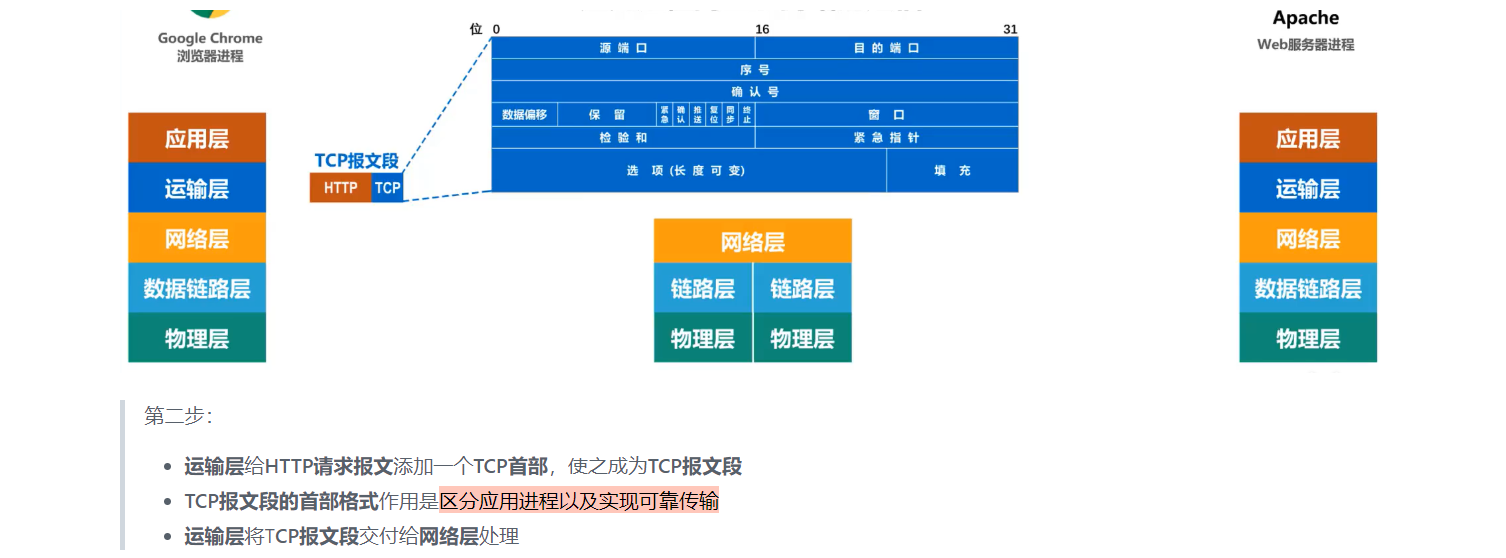 Google Chrome
浏览器进程
Apache
Web服务器进程
位 0 16 31
源端口 目的端口
序号
确认号
数据偏移 保留 紧急 确认 推送 复位 同步 终止 窗口
检验和 紧急指针
选项 (长度可变) 填充
TCP报文段
HTTP TCP
应用层
运输层
网络层
数据链路层
物理层
网络层
链路层 链路层
物理层 物理层
应用层
运输层
网络层
数据链路层
物理层
第二步：
• 运输层给HTTP请求报文添加一个TCP首部，使之成为TCP报文段
• TCP报文段的首部格式作用是区分应用进程以及实现可靠传输
• 运输层将TCP报文段交付给网络层处理